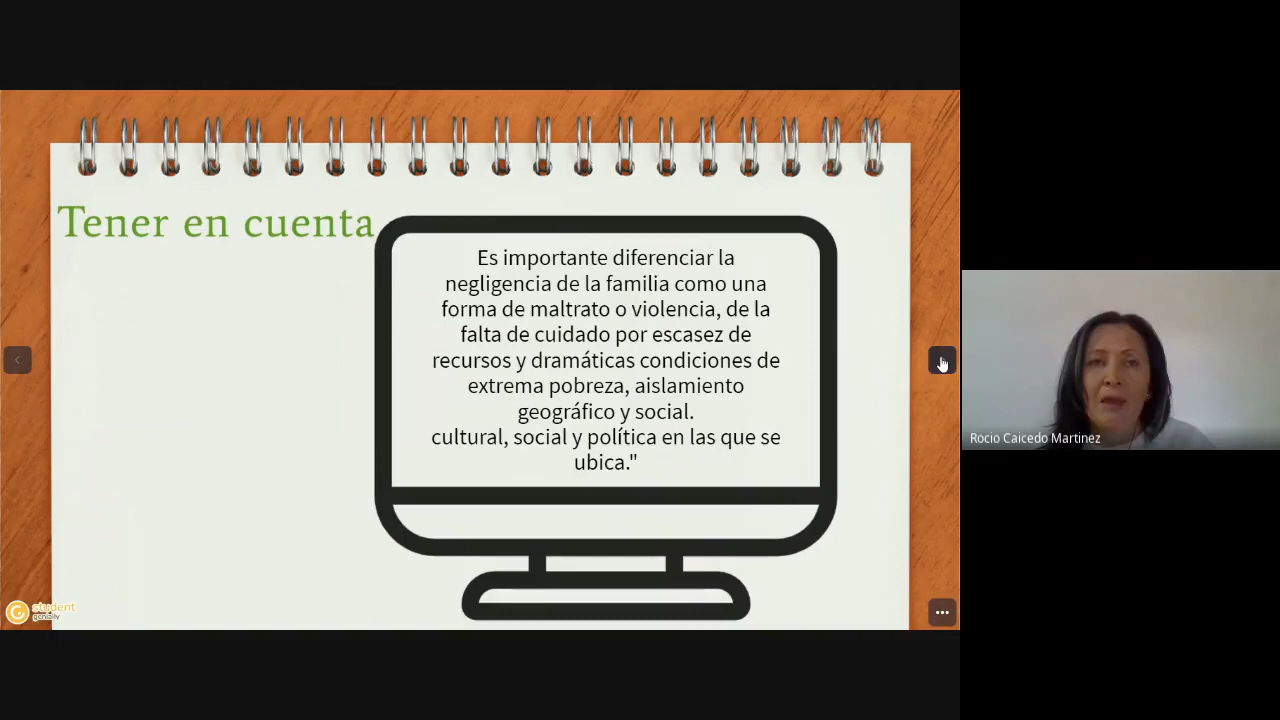 Tener en cuenta
Es importante diferenciar la
negligencia de la familia como una
forma de maltrato o violencia, de la
falta de cuidado por escasez de
recursos y dramáticas condiciones de
extrema pobreza, aislamiento
geográfico y social.
cultural, social y política en las que se
ubica."
Rocio Caicedo Martinez
student
genially